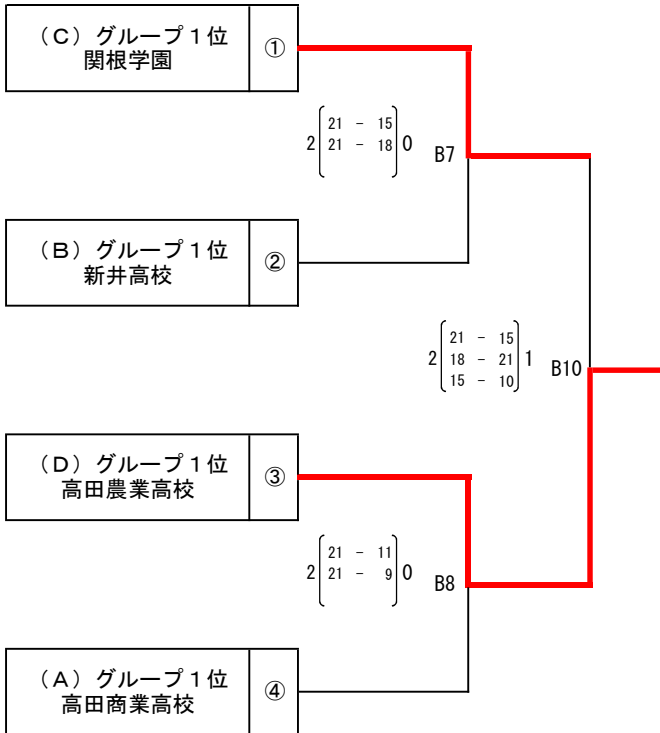 （Ｃ）グループ１位
関根学園
①
2 21 - 15 0
21 - 18
B7
（Ｂ）グループ１位
新井高校
②
21 - 15
2 18 - 21 1
15 - 10
B10
（Ｄ）グループ１位
高田農業高校
③
2 21 - 11 0
21 - 9
B8
（Ａ）グループ１位
高田商業高校
④